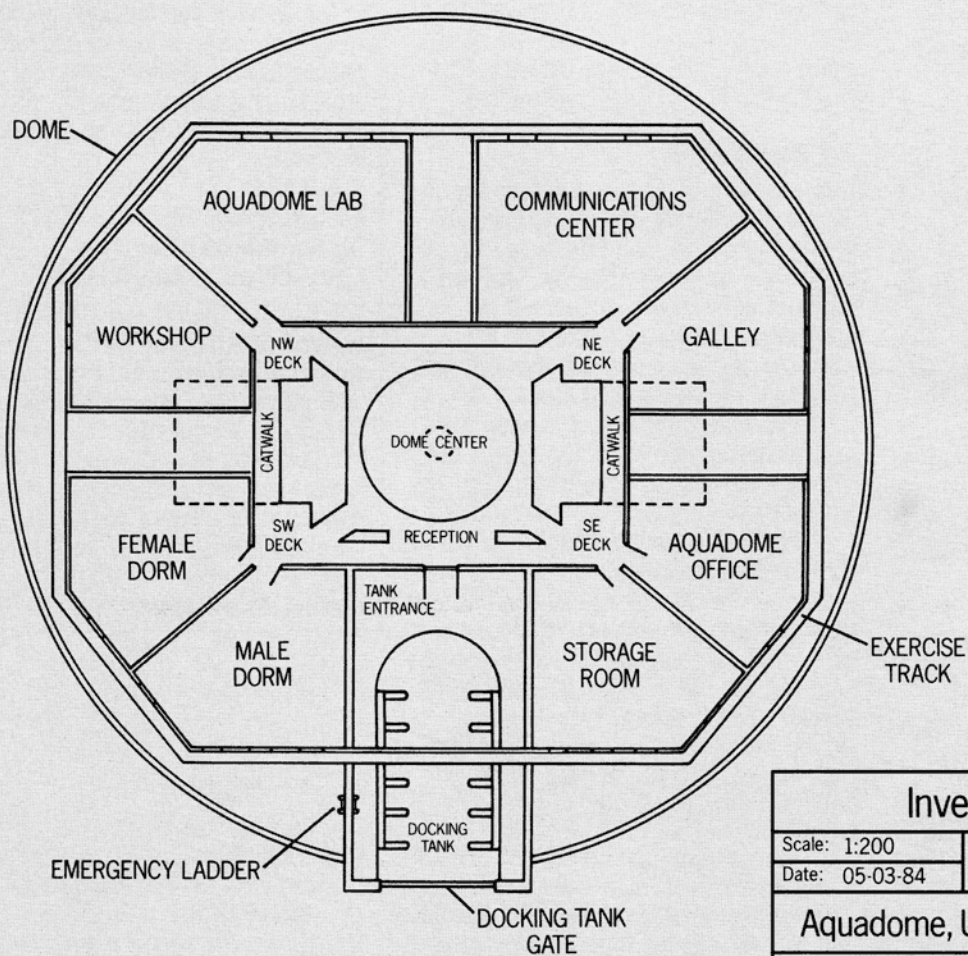 DOME
AQUADOME LAB
COMMUNICATIONS
CENTER
WORKSHOP
NW
DECK
NE
DECK
GALLEY
CATWALK
DOME CENTER
CATWALK
SW
DECK
RECEPTION
SE
DECK
FEMALE
DORM
AQUADOME
OFFICE
TANK
ENTRANCE
MALE
DORM
STORAGE
ROOM
EXERCISE
TRACK
DOCKING
TANK
EMERGENCY LADDER
DOCKING TANK
GATE
Inve
Scale: 1:200
Date: 05-03-84
Aquadome, U